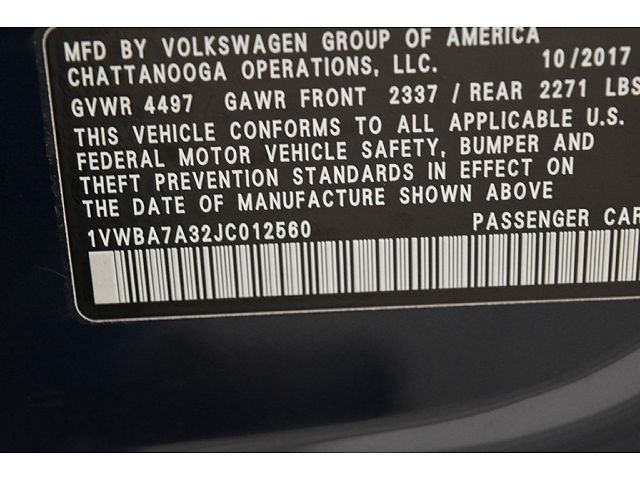 MFD BY VOLKSWAGEN GROUP OF AMERICA
CHATTANOOGA OPERATIONS, LLC. 10/2017
GVWR 4497 GAWR FRONT 2337 / REAR 2271 LBS
THIS VEHICLE CONFORMS TO ALL APPLICABLE U.S.
FEDERAL MOTOR VEHICLE SAFETY, BUMPER AND
THEFT PREVENTION STANDARDS IN EFFECT ON
THE DATE OF MANUFACTURE SHOWN ABOVE
1VWBA7A32JC012560 PASSENGER CAR